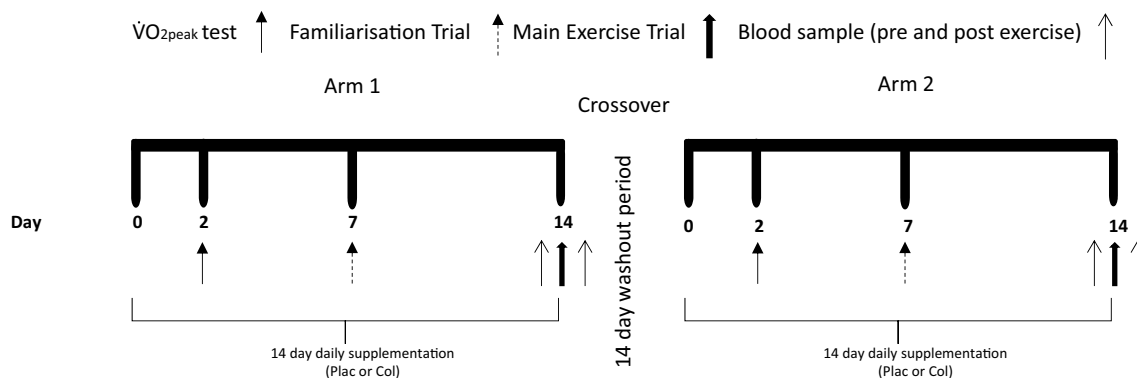 V̇O2peak test Familiarisation Trial Main Exercise Trial Blood sample (pre and post exercise)
Arm 1 Arm 2
Crossover
14 day washout period
Day 0 2 7 14 0 2 7 14
14 day daily supplementation
(Plac or Col)
14 day daily supplementation
(Plac or Col)